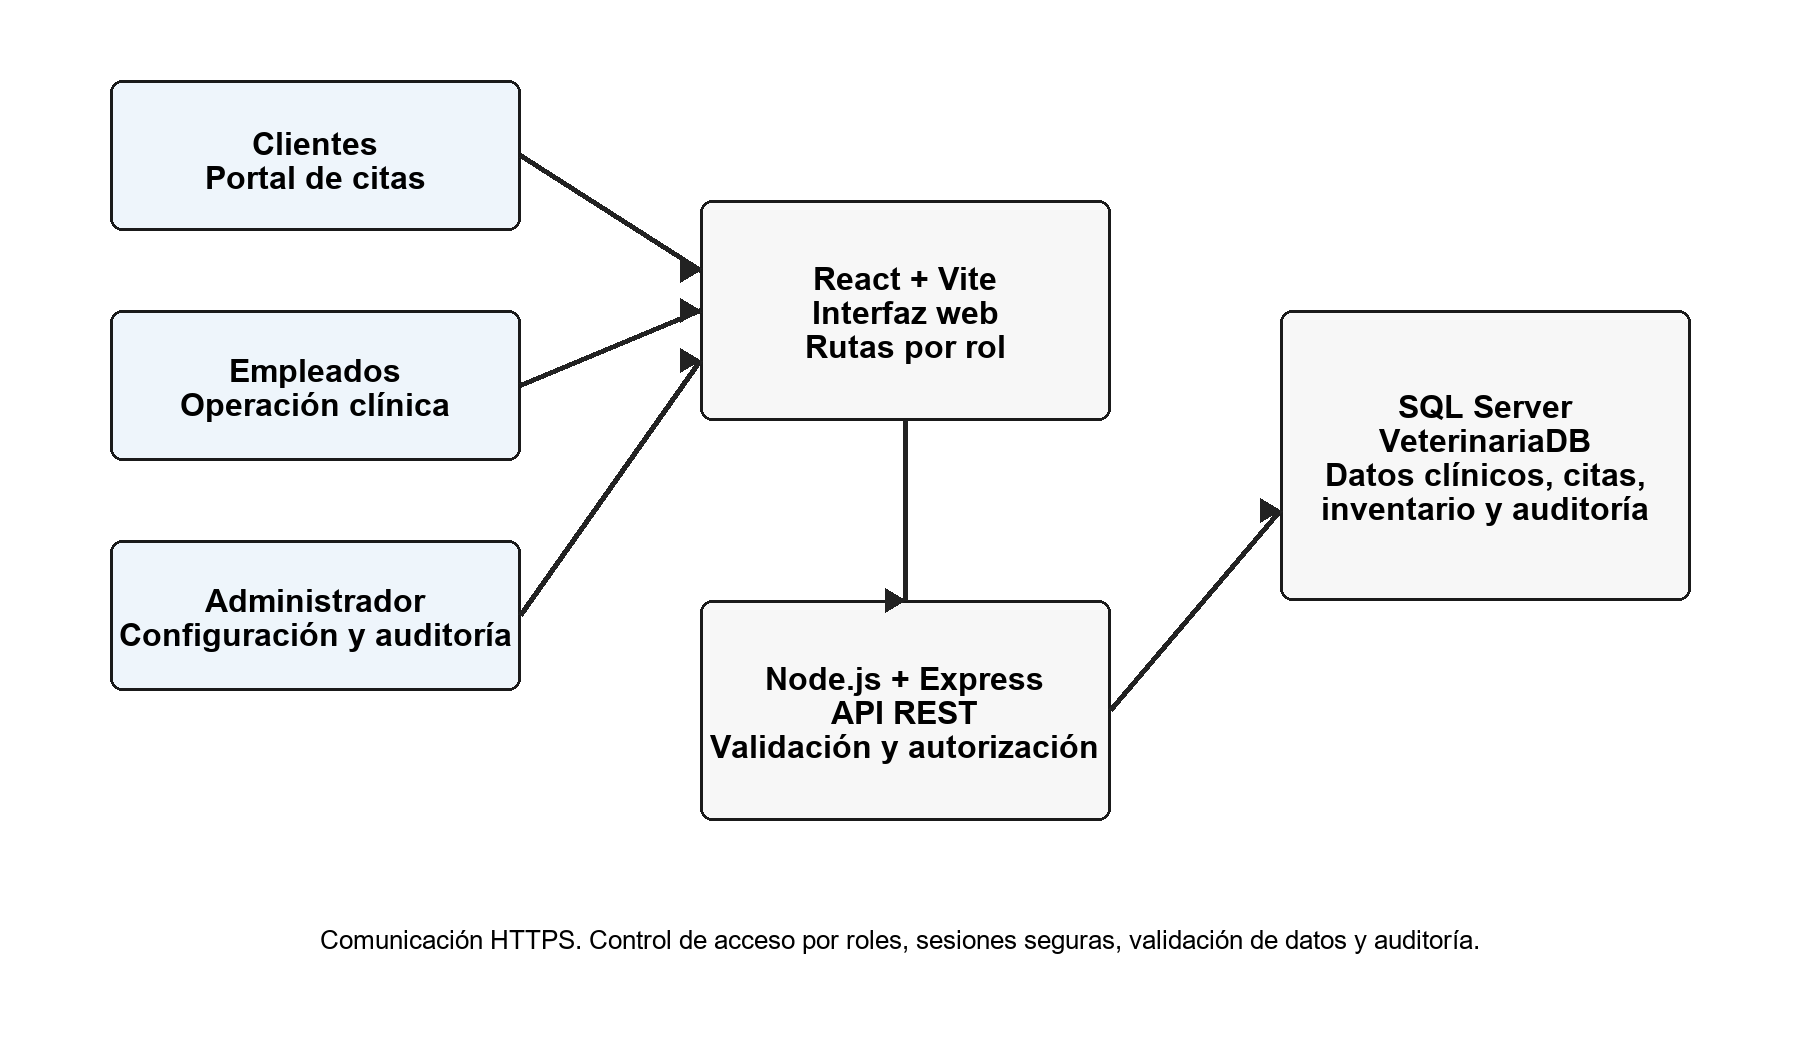 Clientes
Portal de citas
Empleados
Operación clínica
Administrador
Configuración y auditoría
React + Vite
Interfaz web
Rutas por rol
Node.js + Express
API REST
Validación y autorización
SQL Server
VeterinariaDB
Datos clínicos, citas,
inventario y auditoría
Comunicación HTTPS. Control de acceso por roles, sesiones seguras, validación de datos y auditoría.